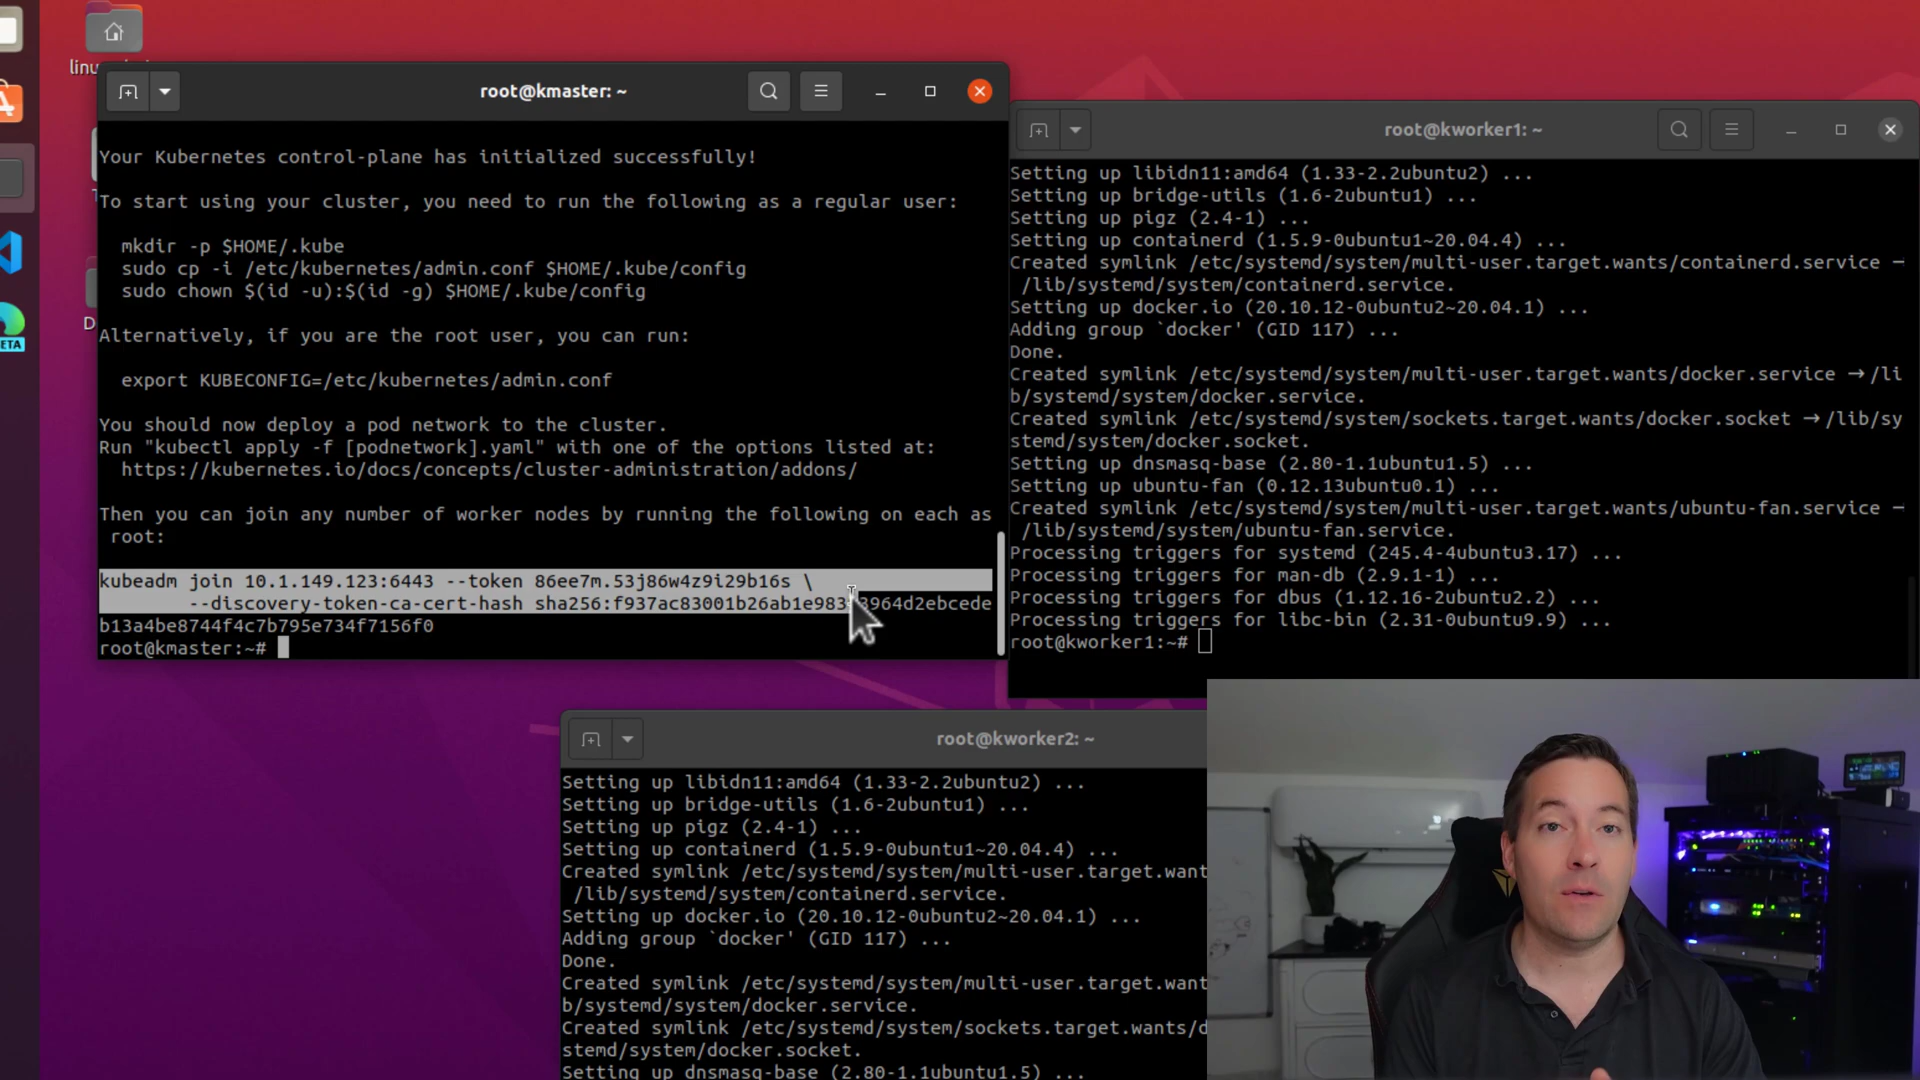 linu
root@kmaster: ~
Your Kubernetes control-plane has initialized successfully!
To start using your cluster, you need to run the following as a regular user:
mkdir -p $HOME/.kube
sudo cp -i /etc/kubernetes/admin.conf $HOME/.kube/config
sudo chown $(id -u):$(id -g) $HOME/.kube/config
Alternatively, if you are the root user, you can run:
export KUBECONFIG=/etc/kubernetes/admin.conf
You should now deploy a pod network to the cluster.
Run "kubectl apply -f [podnetwork].yaml" with one of the options listed at:
https://kubernetes.io/docs/concepts/cluster-administration/addons/
Then you can join any number of worker nodes by running the following on each as
root:
kubeadm join 10.1.149.123:6443 --token 86ee7m.53j86w4z9i29b16s \
--discovery-token-ca-cert-hash
b13a4be8744f4c7b795e734f7156f0
root@kmaster:~#
D
ETA
root@kworker1: ~
Setting up libidn11:amd64 (1.33-2.2ubuntu2) ...
Setting up bridge-utils (1.6-2ubuntu1) ...
Setting up pigz (2.4-1) ...
Setting up containerd (1.5.9-0ubuntu1~20.04.4) ...
Created symlink /etc/systemd/system/multi-user.target.wants/containerd.service —
/lib/systemd/system/containerd.service.
Setting up docker.io (20.10.12-0ubuntu2~20.04.1) ...
Adding group `docker' (GID 117) ...
Done.
Created symlink /etc/systemd/system/multi-user.target.wants/docker.service → /li
b/systemd/system/docker.service.
Created symlink /etc/systemd/system/sockets.target.wants/docker.socket → /lib/sy
stemd/system/docker.socket.
Setting up dnsmasq-base (2.80-1.1ubuntu1.5) ...
Setting up ubuntu-fan (0.12.13ubuntu0.1) ...
Created symlink /etc/systemd/system/multi-user.target.wants/ubuntu-fan.service —
/lib/systemd/system/ubuntu-fan.service.
Processing triggers for systemd (245.4-4ubuntu3.17) ...
Processing triggers for man-db (2.9.1-1) ...
Processing triggers for dbus (1.12.16-2ubuntu2.2) ...
Processing triggers for libc-bin (2.31-0ubuntu9.9) ...
root@kworker1:~#
root@kworker2: ~
Setting up libidn11:amd64 (1.33-2.2ubuntu2) ...
Setting up bridge-utils (1.6-2ubuntu1) ...
Setting up pigz (2.4-1) ...
Setting up containerd (1.5.9-0ubuntu1~20.04.4) ...
Created symlink /etc/systemd/system/multi-user.target.want
/lib/systemd/system/containerd.service.
Setting up docker.io (20.10.12-0ubuntu2~20.04.1) ...
Adding group `docker' (GID 117) ...
Done.
Created symlink /etc/systemd/system/multi-user.target.want
b/systemd/system/docker.service.
Created symlink /etc/systemd/system/sockets.target.wants/d
stemd/system/docker.socket.
Setting up dnsmasq-base (2.80-1.1ubuntu1.5) ...